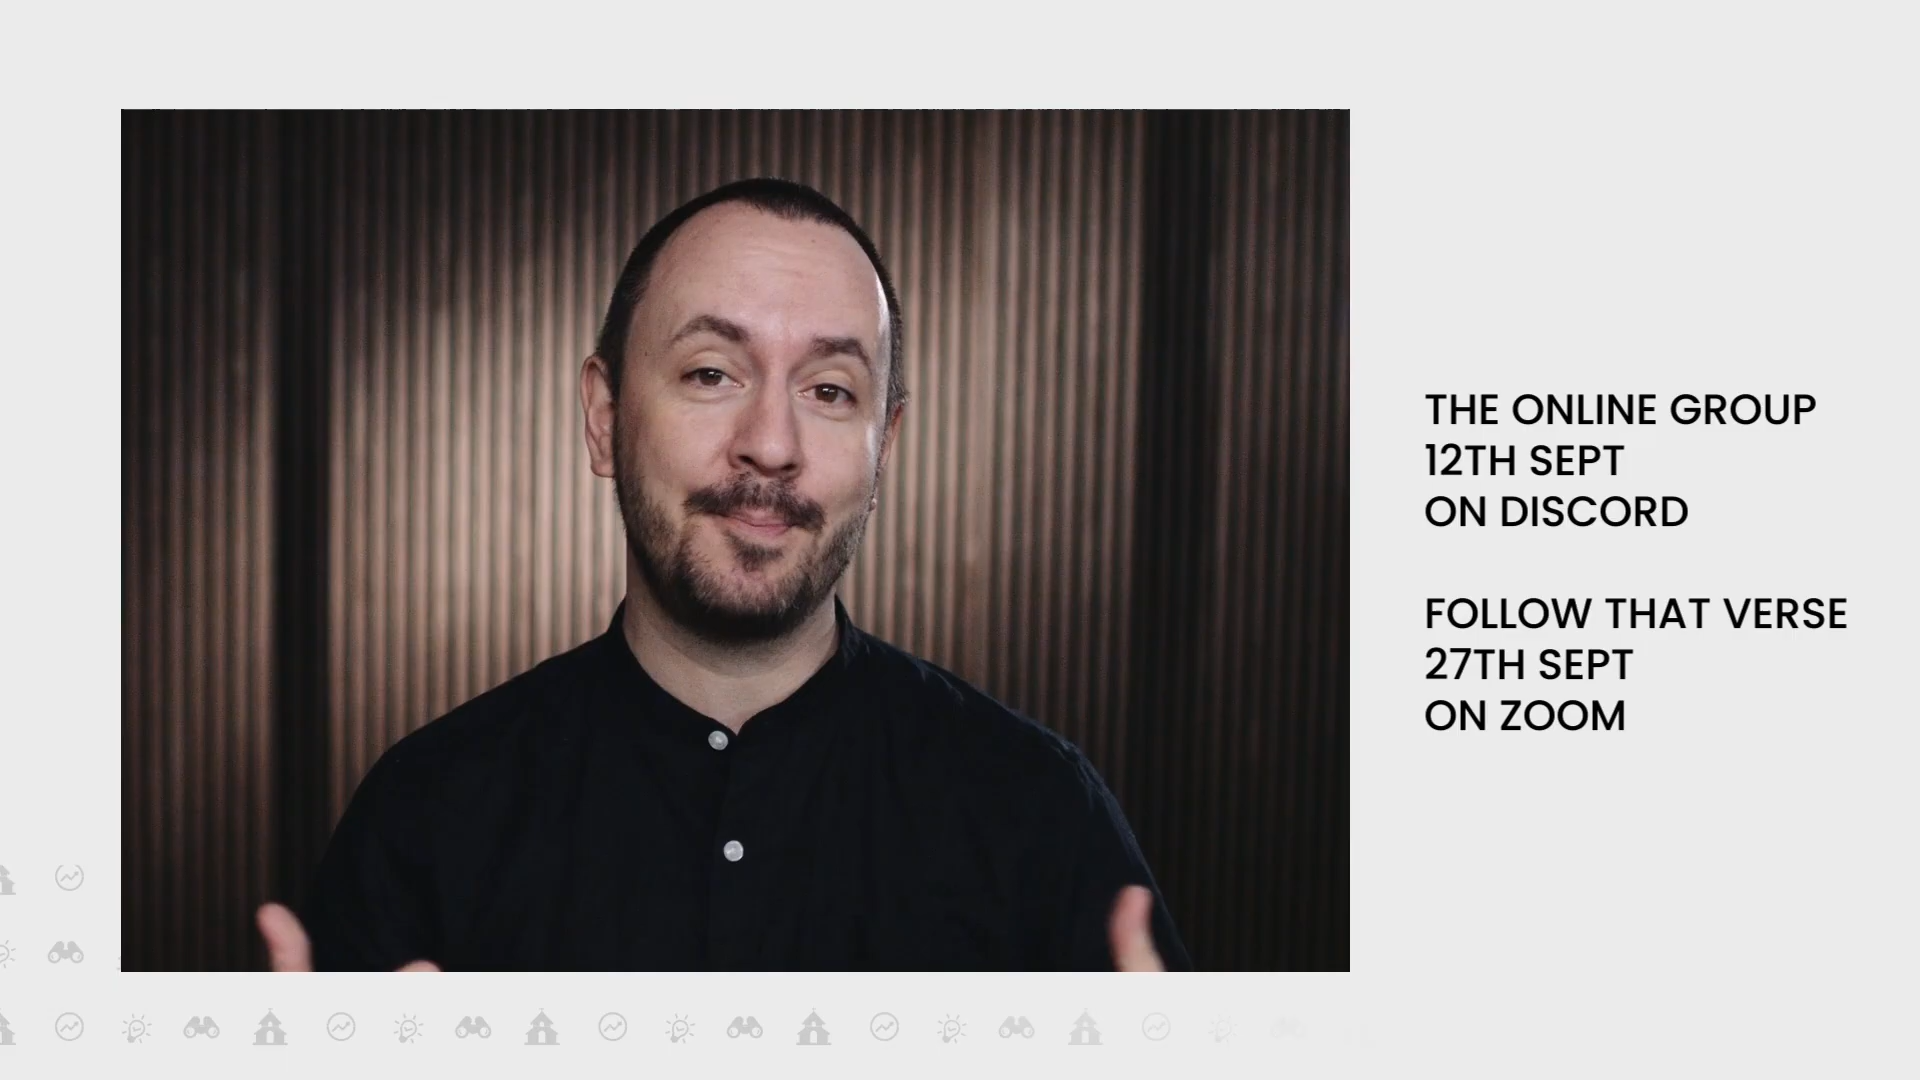 THE ONLINE GROUP
12TH SEPT
ON DISCORD
FOLLOW THAT VERSE
27TH SEPT
ON ZOOM